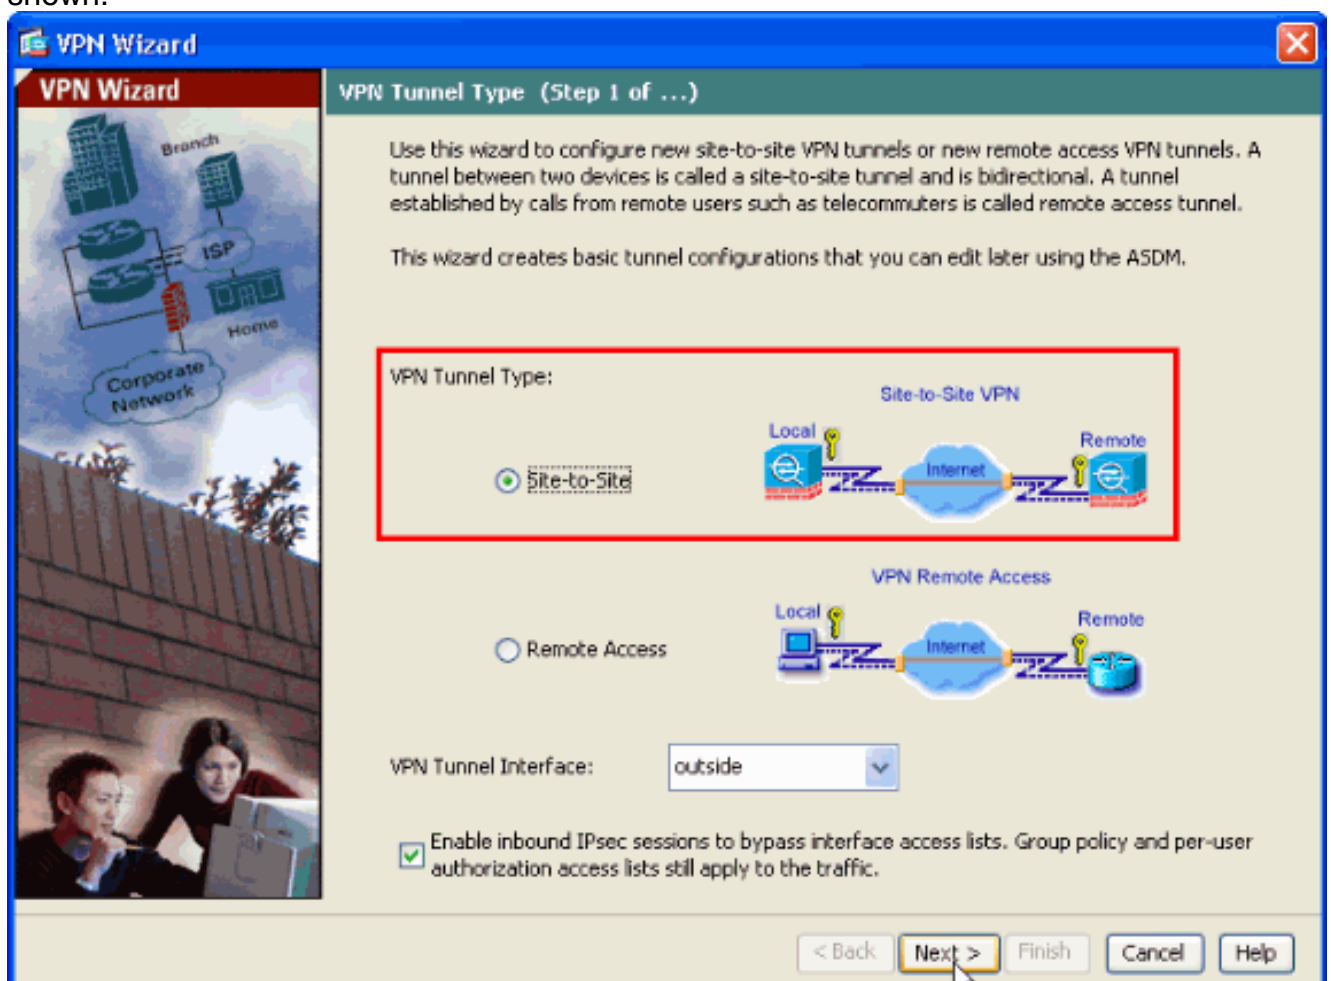 shown.
VPN Wizard
VPN Wizard
Branch
ISP
Home
Corporate
Network
VPN Tunnel Type (Step 1 of ...)
Use this wizard to configure new site-to-site VPN tunnels or new remote access VPN tunnels. A
tunnel between two devices is called a site-to-site tunnel and is bidirectional. A tunnel
established by calls from remote users such as telecommuters is called remote access tunnel.
This wizard creates basic tunnel configurations that you can edit later using the ASDM.
VPN Tunnel Type:
Site-to-Site VPN
Local
Remote
Internet
Site-to-Site
VPN Remote Access
Local
Remote
Internet
Remote Access
VPN Tunnel Interface: outside
Enable inbound IPsec sessions to bypass interface access lists. Group policy and per-user
authorization access lists still apply to the traffic.
< Back Next > Finish Cancel Help